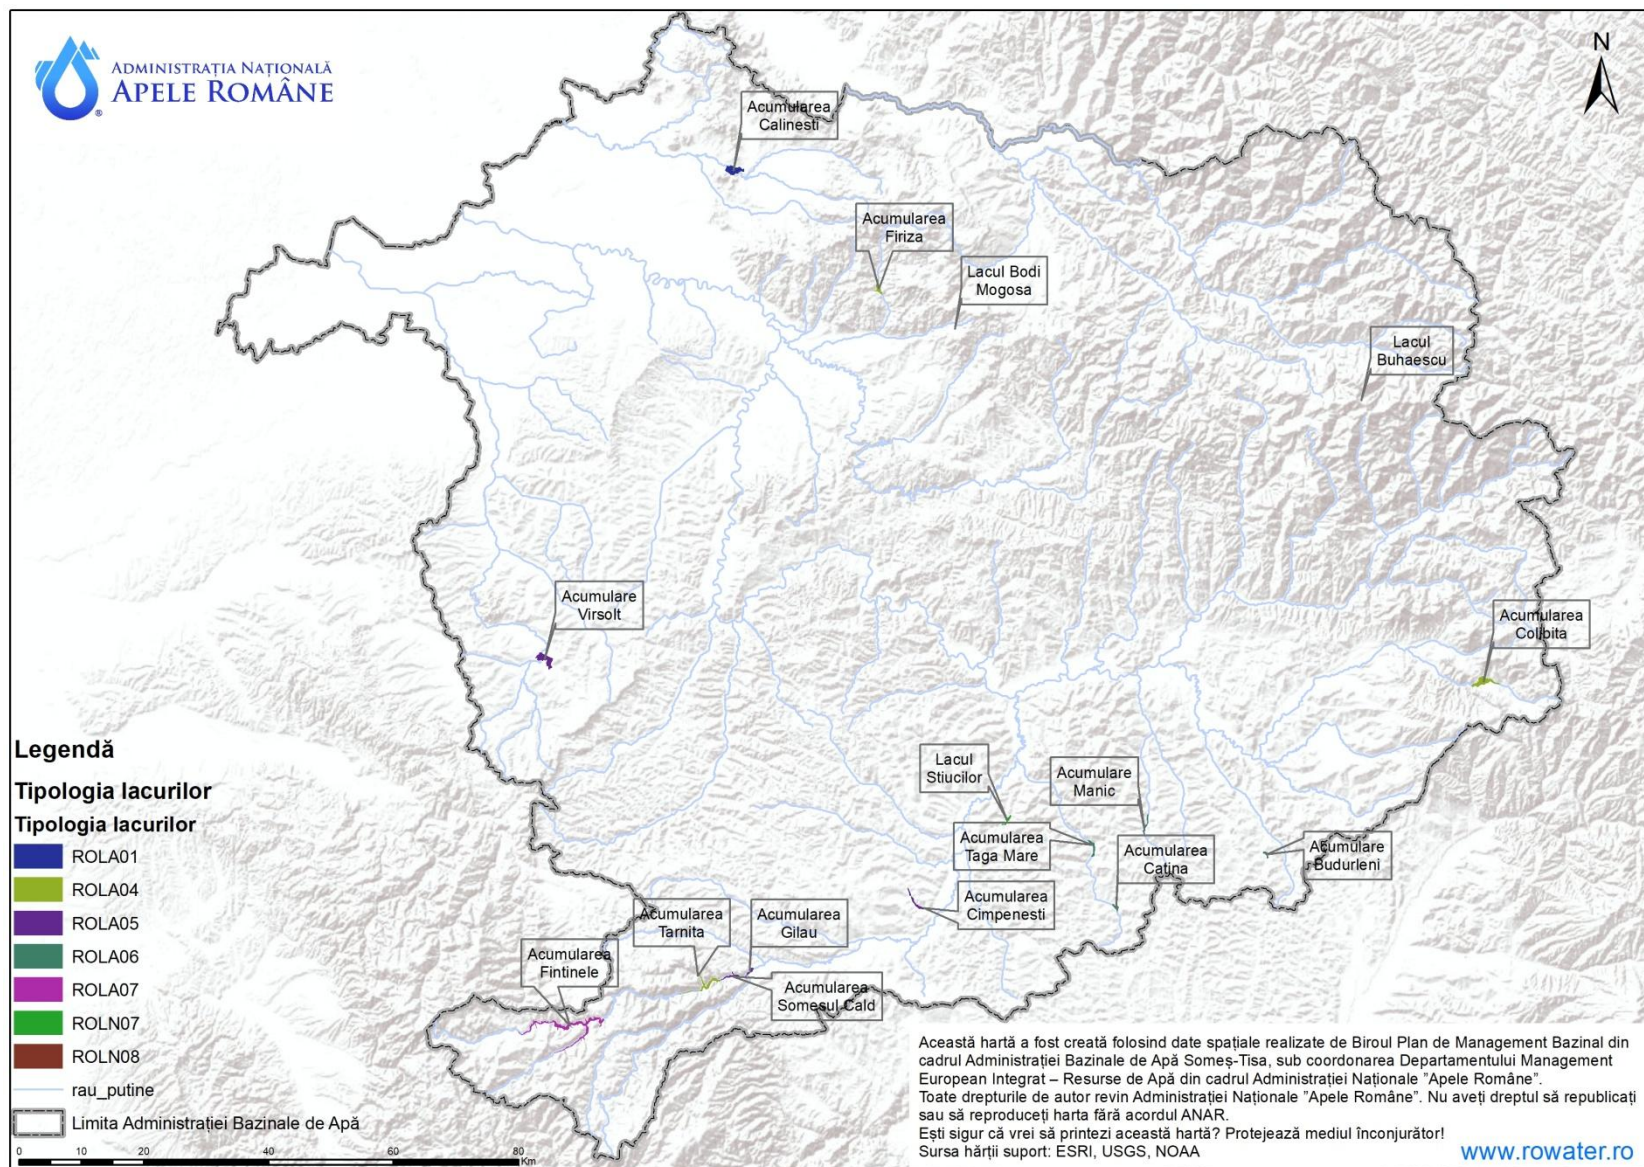 ADMINISTRAȚIA NAȚIONALĂ
APELE ROMÂNE
®
N
Acumularea
Calinesti
Acumularea
Firiza
Lacul Bodi
Mogosa
Lacul
Buhaescu
Acumulare
Virsolt
Acumularea
Colibita
Lacul
Stiucilor
Acumulare
Manic
Acumularea
Taga Mare
Acumularea
Catina
Acumulare
Budurleni
Acumularea
Cimpenesti
Acumularea
Tarnita
Acumularea
Gilau
Acumularea
Fintinele
Acumularea
Somesul Cald
Legendă
Tipologia lacurilor
Tipologia lacurilor
ROLA01
ROLA04
ROLA05
ROLA06
ROLA07
ROLN07
ROLN08
rau_putine
Limita Administrației Bazinale de Apă
0 5 10 20 40 60 80
Km
Această hartă a fost creată folosind date spațiale realizate de Biroul Plan de Management Bazinal din
cadrul Administrației Bazinale de Apă Someș-Tisa, sub coordonarea Departamentului Management
European Integrat – Resurse de Apă din cadrul Administrației Naționale "Apele Române".
Toate drepturile de autor revin Administrației Naționale "Apele Române". Nu aveți dreptul să republicați
sau să reproduceți harta fără acordul ANAR.
Ești sigur că vrei să printezi această hartă? Protejează mediul înconjurător!
Sursa hărții suport: ESRI, USGS, NOAA
www.rowater.ro